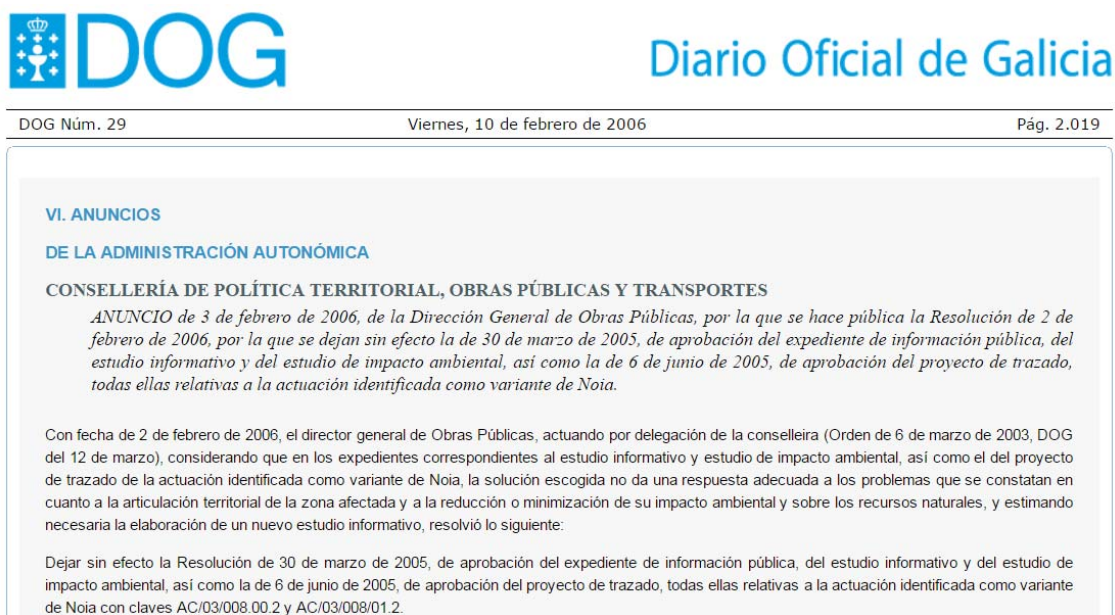 DOG
Diario Oficial de Galicia
DOG Núm. 29 Viernes, 10 de febrero de 2006 Pág. 2.019
VI. ANUNCIOS
DE LA ADMINISTRACIÓN AUTONÓMICA
CONSELLERÍA DE POLÍTICA TERRITORIAL, OBRAS PÚBLICAS Y TRANSPORTES
ANUNCIO de 3 de febrero de 2006, de la Dirección General de Obras Públicas, por la que se hace pública la Resolución de 2 de
febrero de 2006, por la que se dejan sin efecto la de 30 de marzo de 2005, de aprobación del expediente de información pública, del
estudio informativo y del estudio de impacto ambiental, así como la de 6 de junio de 2005, de aprobación del proyecto de trazado,
todas ellas relativas a la actuación identificada como variante de Noia.
Con fecha de 2 de febrero de 2006, el director general de Obras Públicas, actuando por delegación de la conselleira (Orden de 6 de marzo de 2003, DOG
del 12 de marzo), considerando que en los expedientes correspondientes al estudio informativo y estudio de impacto ambiental, así como el del proyecto
de trazado de la actuación identificada como variante de Noia, la solución escogida no da una respuesta adecuada a los problemas que se constatan en
cuanto a la articulación territorial de la zona afectada y a la reducción o minimización de su impacto ambiental y sobre los recursos naturales, y estimando
necesaria la elaboración de un nuevo estudio informativo, resolvió lo siguiente:
Dejar sin efecto la Resolución de 30 de marzo de 2005, de aprobación del expediente de información pública, del estudio informativo y del estudio de
impacto ambiental, así como la de 6 de junio de 2005, de aprobación del proyecto de trazado, todas ellas relativas a la actuación identificada como variante
de Noia con claves AC/03/008.00.2 y AC/03/008/01.2.